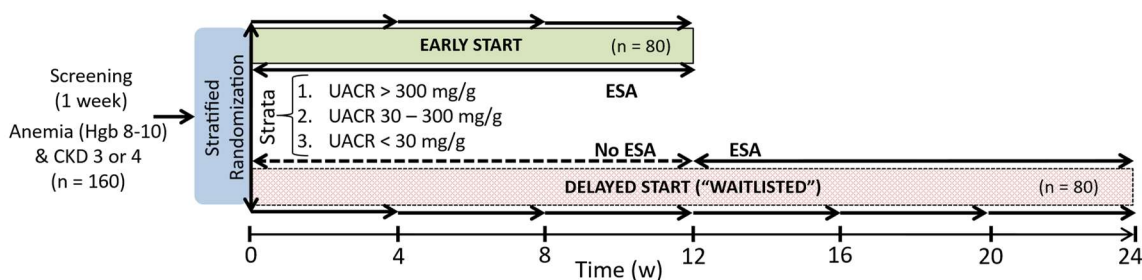 Screening
(1 week)
Anemia (Hgb 8-10)
& CKD 3 or 4
(n = 160)
Stratified
Randomization
EARLY START (n = 80)
Strata
1. UACR > 300 mg/g
2. UACR 30 – 300 mg/g
3. UACR < 30 mg/g
ESA
No ESA
ESA
DELAYED START (“WAITLISTED”) (n = 80)
0 4 8 12 16 20 24
Time (w)